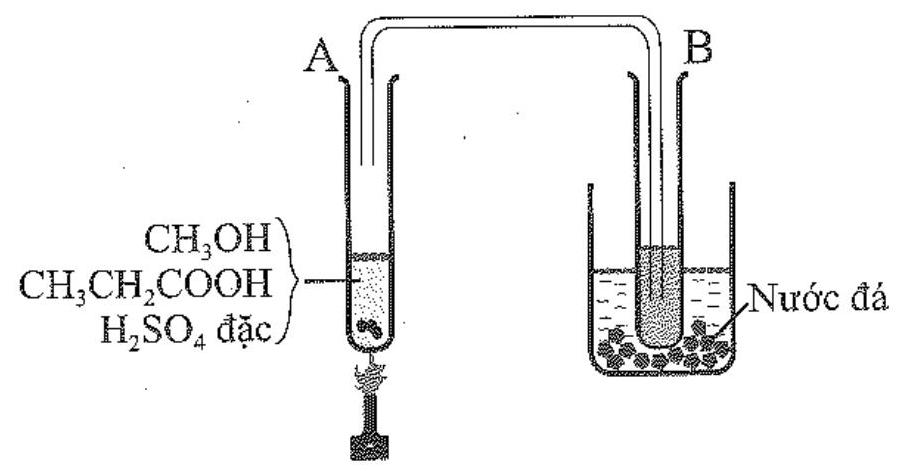 A
B
CH₃OH
CH₃CH₂COOH
H₂SO₄ đặc
Nước đá